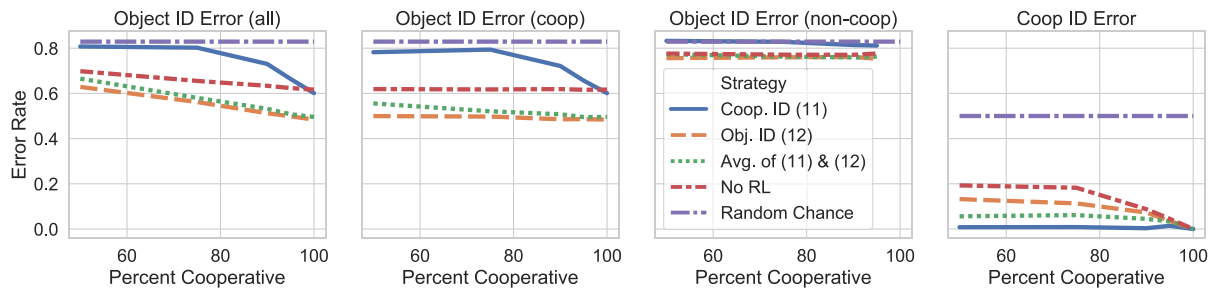 Object ID Error (all)
Object ID Error (coop)
Object ID Error (non-coop)
Coop ID Error
Error Rate
0.8
0.6
0.4
0.2
0.0
Strategy
Coop. ID (11)
Obj. ID (12)
Avg. of (11) & (12)
No RL
Random Chance
60 80 100
60 80 100
60 80 100
60 80 100
Percent Cooperative
Percent Cooperative
Percent Cooperative
Percent Cooperative